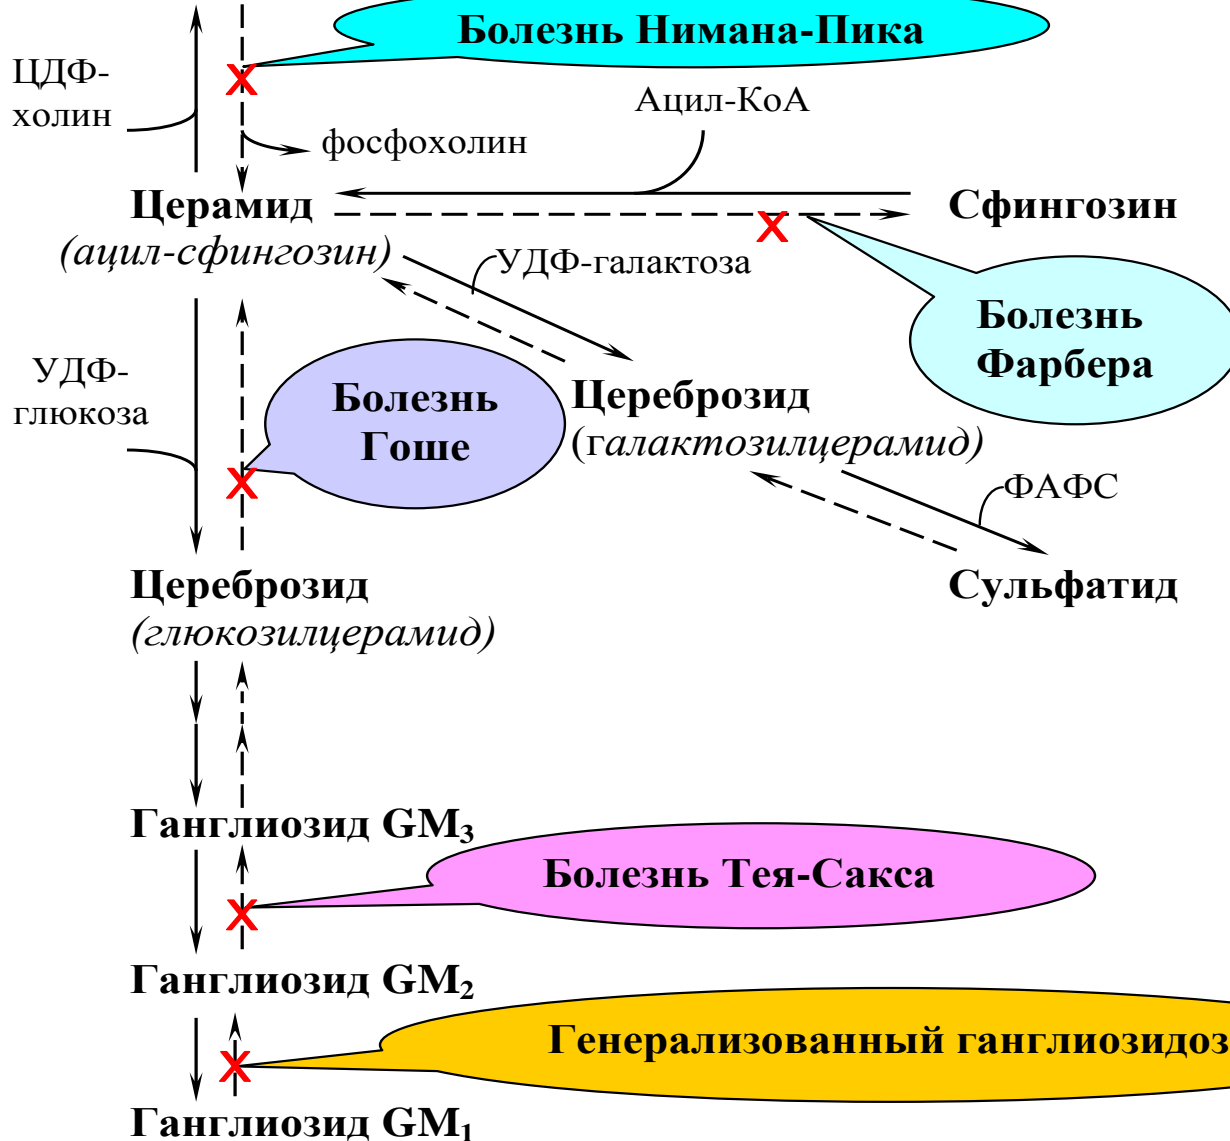 Болезнь Нимана-Пика
ЦДФ-
холин
Ацил-КоА
фосфохолин
Церамид
(ацил-сфингозин)
Сфингозин
УДФ-галактоза
Болезнь
Фарбера
УДФ-
глюкоза
Болезнь
Гоше
Цереброзид
(галактозилцерамид)
ФАФС
Сульфатид
Цереброзид
(глюкозилцерамид)
Ганглиозид GM3
Болезнь Тея-Сакса
Ганглиозид GM2
Генерализованный ганглиозидоз
Ганглиозид GM1